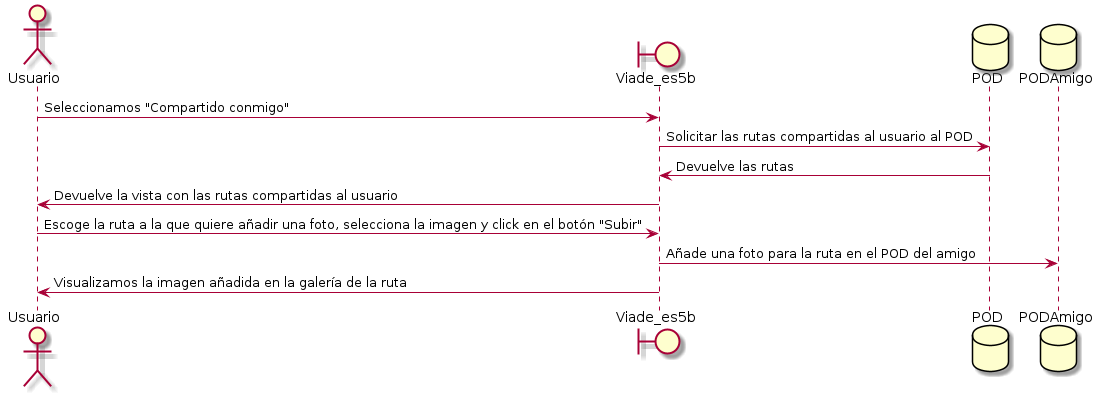 Usuario
Viade_es5b
POD
PODAmigo
Seleccionamos "Compartido conmigo"
Solicitar las rutas compartidas al usuario al POD
Devuelve las rutas
Devuelve la vista con las rutas compartidas al usuario
Escoge la ruta a la que quiere añadir una foto, selecciona la imagen y click en el botón "Subir"
Añade una foto para la ruta en el POD del amigo
Visualizamos la imagen añadida en la galería de la ruta
Usuario
Viade_es5b
POD
PODAmigo